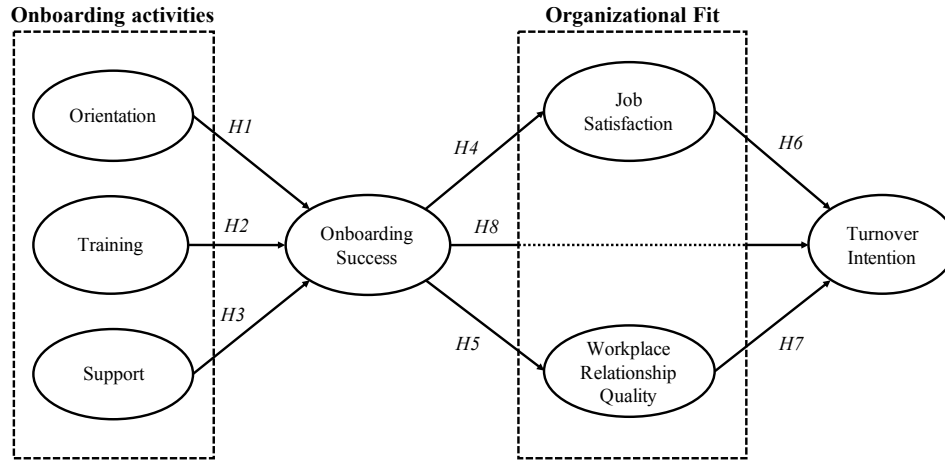 Onboarding activities
Organizational Fit
Orientation
H1
Training
H2
Support
H3
Onboarding
Success
H4
H8
H5
Job
Satisfaction
Workplace
Relationship
Quality
H6
H7
Turnover
Intention